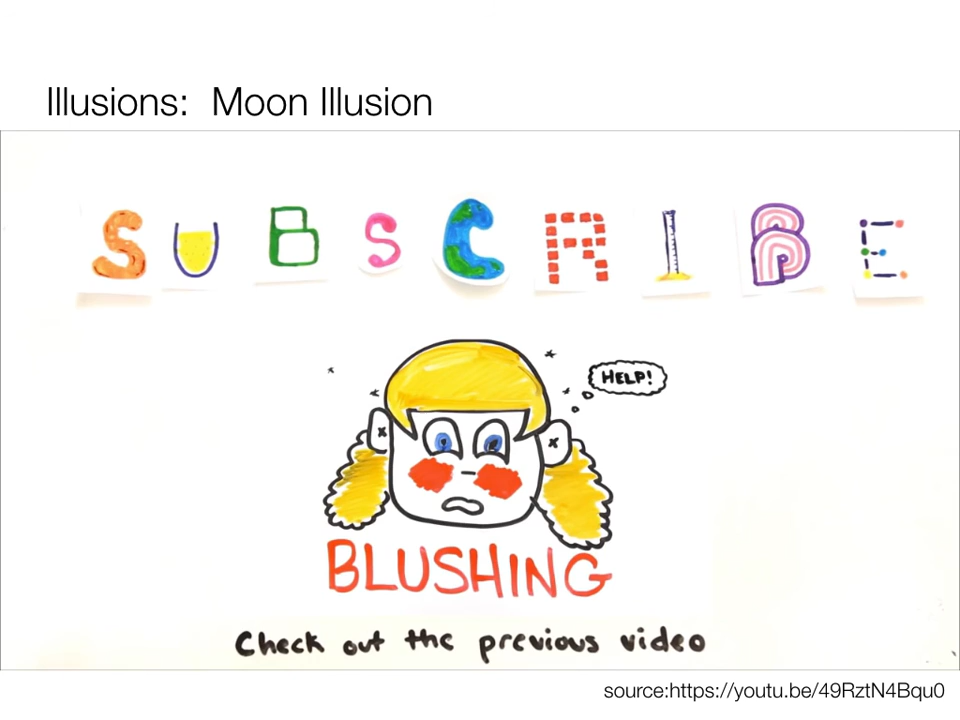 Illusions: Moon Illusion
SUBSCRIBE
HELP!
BLUSHING
Check out the previous video
source:https://youtu.be/49RztN4Bqu0